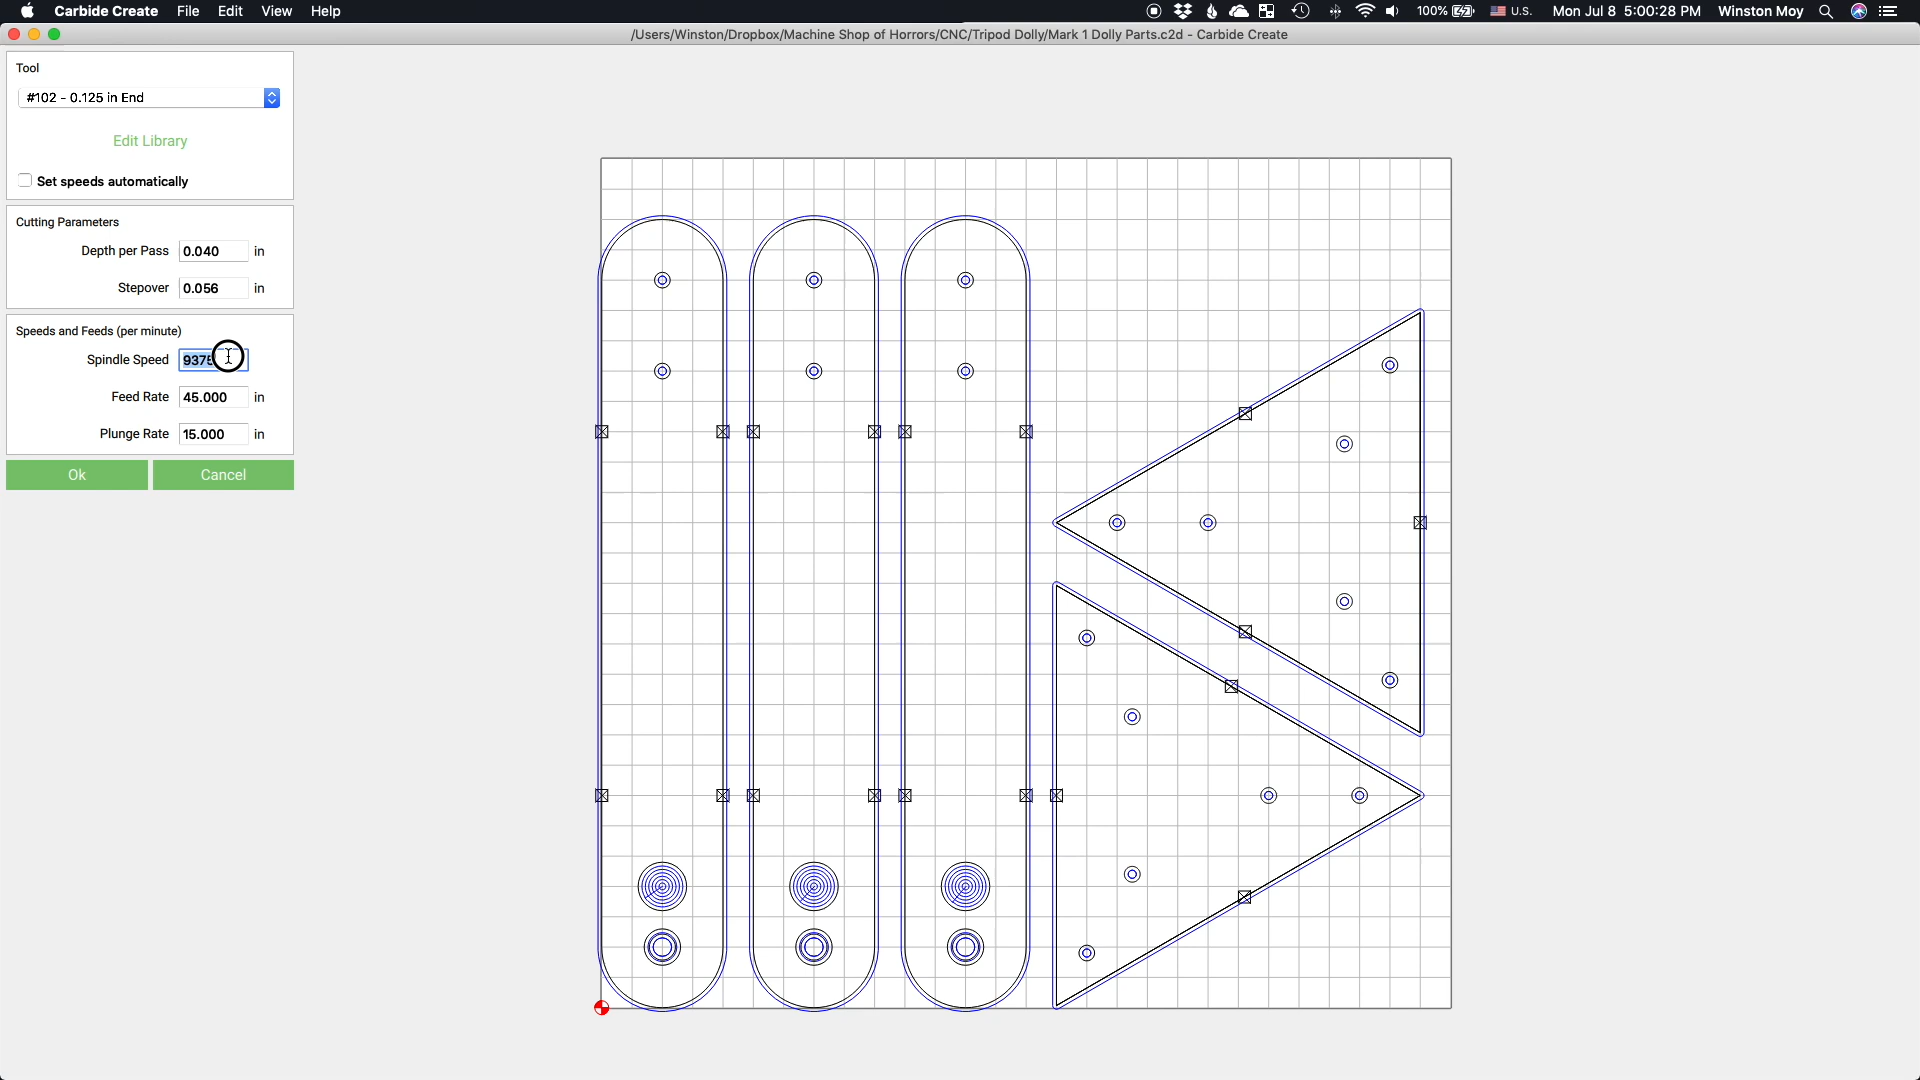 Carbide Create File Edit View Help 100% U.S. Mon Jul 8 5:00:28 PM Winston Moy
/Users/Winston/Dropbox/Machine Shop of Horrors/CNC/Tripod Dolly/Mark 1 Dolly Parts.c2d - Carbide Create
Tool
#102 - 0.125 in End
Edit Library
Set speeds automatically
Cutting Parameters
Depth per Pass 0.040 in
Stepover 0.056 in
Speeds and Feeds (per minute)
Spindle Speed 9375
Feed Rate 45.000 in
Plunge Rate 15.000 in
Ok Cancel